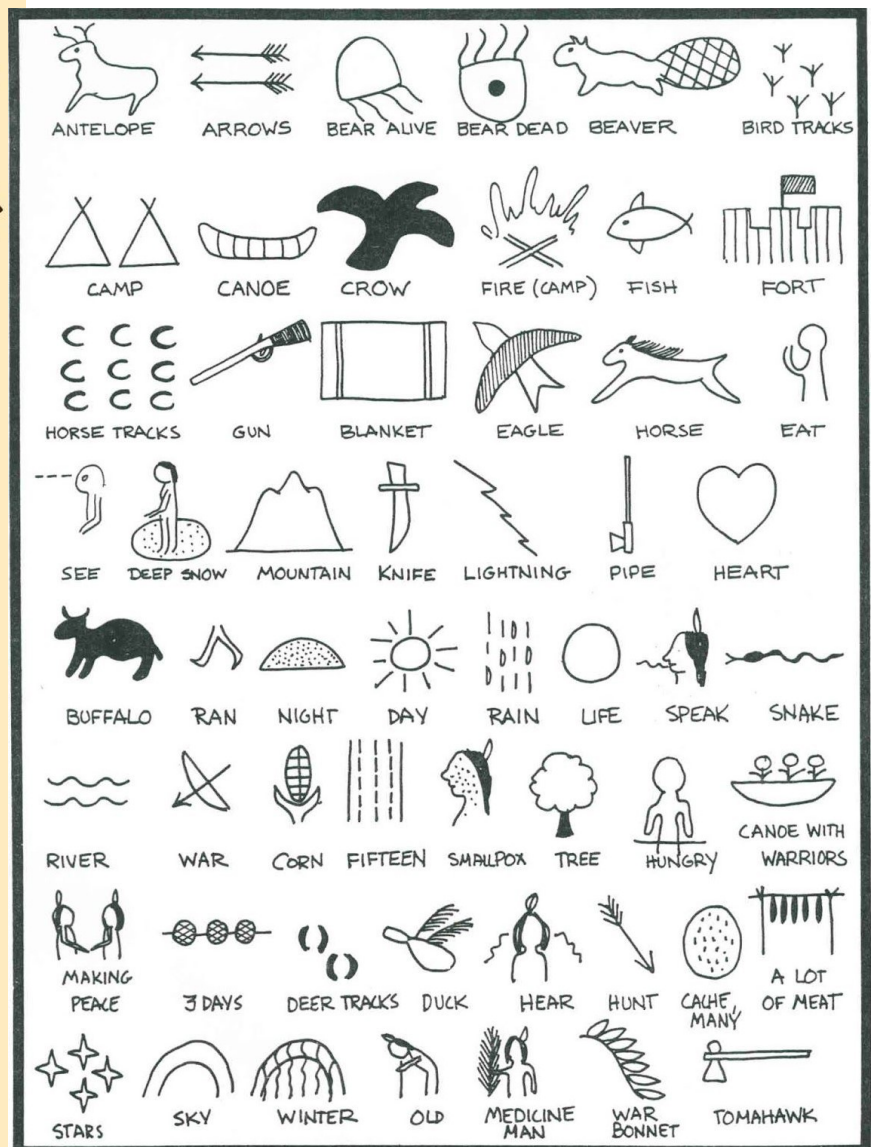 ANTELOPE ARROWS BEAR ALIVE BEAR DEAD BEAVER BIRD TRACKS
CAMP CANOE CROW FIRE (CAMP) FISH FORT
HORSE TRACKS GUN BLANKET EAGLE HORSE EAT
SEE DEEP SNOW MOUNTAIN KNIFE LIGHTNING PIPE HEART
BUFFALO RAN NIGHT DAY RAIN LIFE SPEAK SNAKE
RIVER WAR CORN FIFTEEN SMALLPOX TREE HUNGRY CANOE WITH
WARRIORS
MAKING
PEACE 3 DAYS DEER TRACKS DUCK HEAR HUNT CACHE,
MANY A LOT
OF MEAT
STARS SKY WINTER OLD MEDICINE
MAN WAR
BONNET TOMAHAWK